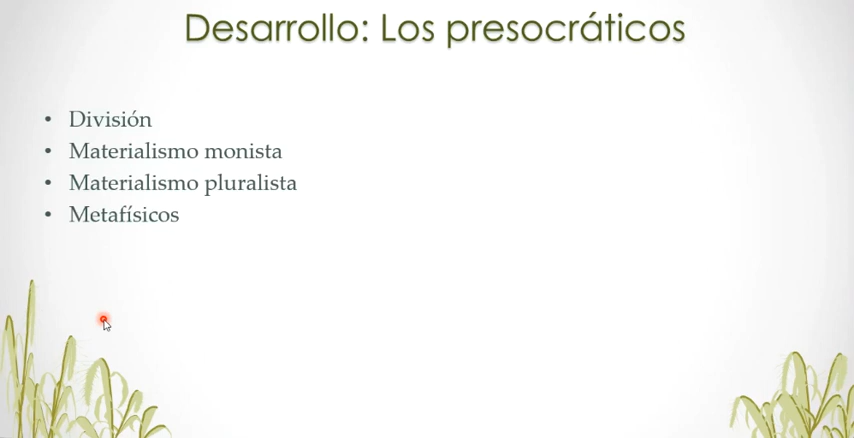 Desarrollo: Los presocráticos
• División
• Materialismo monista
• Materialismo pluralista
• Metafísicos